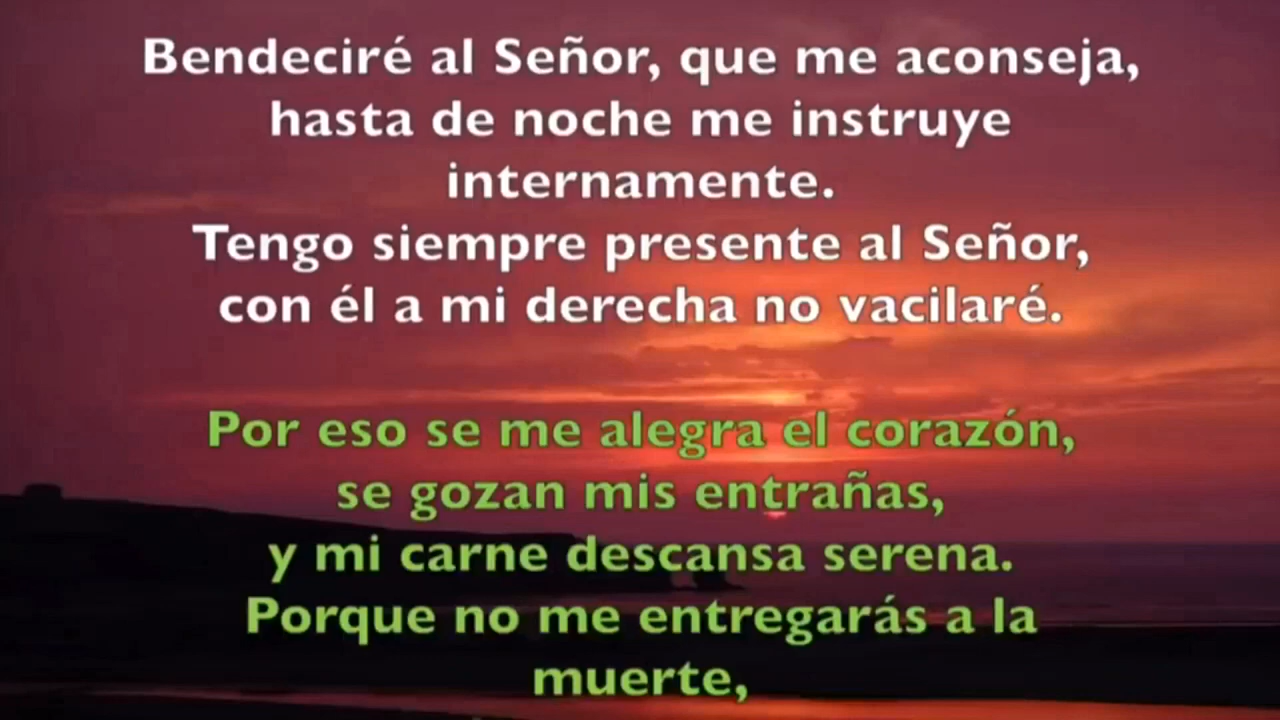 Bendeciré al Señor, que me aconseja,
hasta de noche me instruye
internamente.
Tengo siempre presente al Señor,
con él a mi derecha no vacilaré.
Por eso se me alegra el corazón,
se gozan mis entrañas,
y mi carne descansa serena.
Porque no me entregarás a la
muerte,